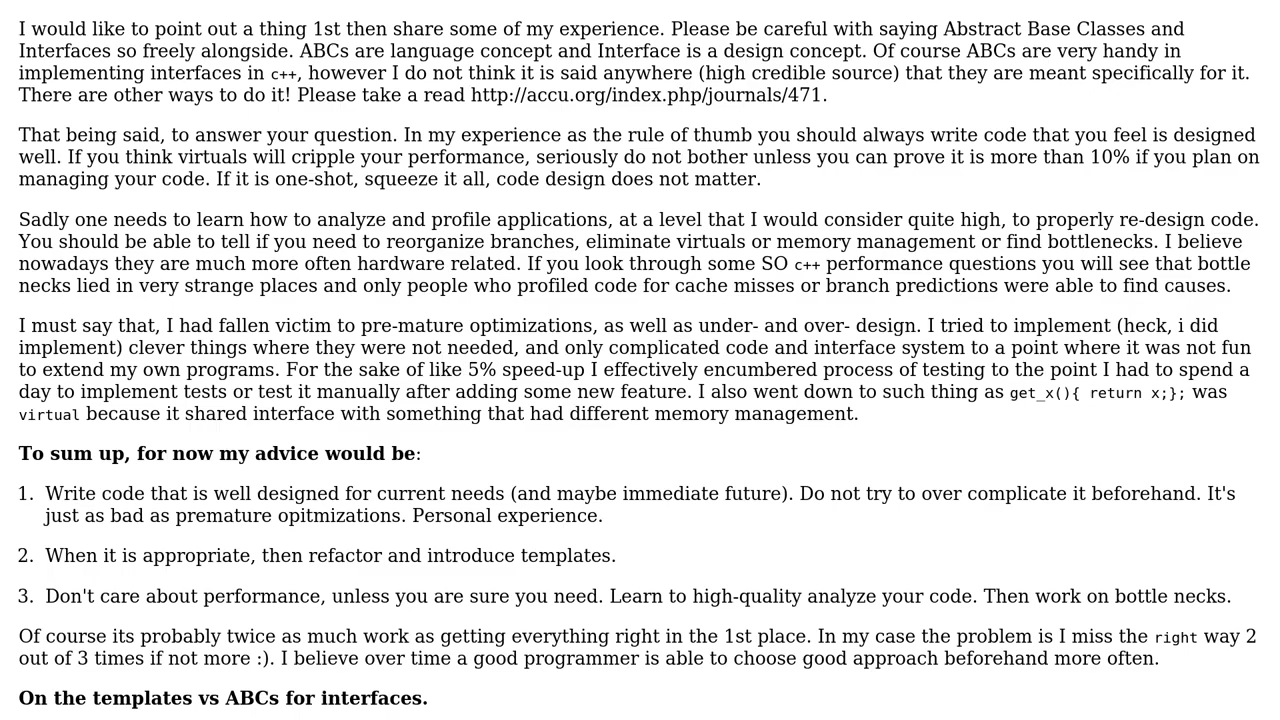 I would like to point out a thing 1st then share some of my experience. Please be careful with saying Abstract Base Classes and
Interfaces so freely alongside. ABCs are language concept and Interface is a design concept. Of course ABCs are very handy in
implementing interfaces in c++, however I do not think it is said anywhere (high credible source) that they are meant specifically for it.
There are other ways to do it! Please take a read http://accu.org/index.php/journals/471.
That being said, to answer your question. In my experience as the rule of thumb you should always write code that you feel is designed
well. If you think virtuals will cripple your performance, seriously do not bother unless you can prove it is more than 10% if you plan on
managing your code. If it is one-shot, squeeze it all, code design does not matter.
Sadly one needs to learn how to analyze and profile applications, at a level that I would consider quite high, to properly re-design code.
You should be able to tell if you need to reorganize branches, eliminate virtuals or memory management or find bottlenecks. I believe
nowadays they are much more often hardware related. If you look through some SO c++ performance questions you will see that bottle
necks lied in very strange places and only people who profiled code for cache misses or branch predictions were able to find causes.
I must say that, I had fallen victim to pre-mature optimizations, as well as under- and over- design. I tried to implement (heck, i did
implement) clever things where they were not needed, and only complicated code and interface system to a point where it was not fun
to extend my own programs. For the sake of like 5% speed-up I effectively encumbered process of testing to the point I had to spend a
day to implement tests or test it manually after adding some new feature. I also went down to such thing as get_x(){ return x;}; was
virtual because it shared interface with something that had different memory management.
To sum up, for now my advice would be:
1. Write code that is well designed for current needs (and maybe immediate future). Do not try to over complicate it beforehand. It's
just as bad as premature opitmizations. Personal experience.
2. When it is appropriate, then refactor and introduce templates.
3. Don't care about performance, unless you are sure you need. Learn to high-quality analyze your code. Then work on bottle necks.
Of course its probably twice as much work as getting everything right in the 1st place. In my case the problem is I miss the right way 2
out of 3 times if not more :). I believe over time a good programmer is able to choose good approach beforehand more often.
On the templates vs ABCs for interfaces.